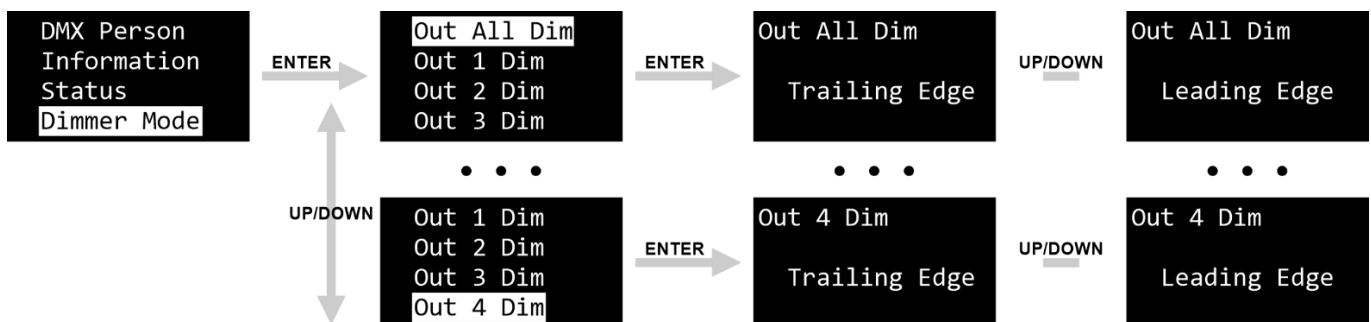 DMX Person
Information
Status
Dimmer Mode
ENTER
Out All Dim
Out 1 Dim
Out 2 Dim
Out 3 Dim
ENTER
Out All Dim
Trailing Edge
UP/DOWN
Out All Dim
Leading Edge
• • •
• • •
• • •
UP/DOWN
Out 1 Dim
Out 2 Dim
Out 3 Dim
Out 4 Dim
ENTER
Out 4 Dim
Trailing Edge
UP/DOWN
Out 4 Dim
Leading Edge